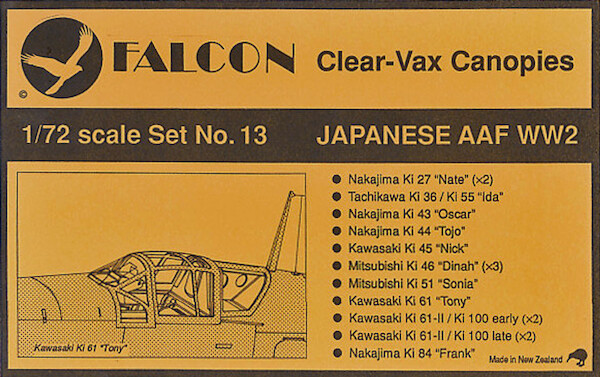 ©
FALCON Clear-Vax Canopies
1/72 scale Set No. 13 JAPANESE AAF WW2
Nakajima Ki 27 "Nate" (×2)
Tachikawa Ki 36 / Ki 55 "Ida"
Nakajima Ki 43 "Oscar"
Nakajima Ki 44 "Tojo"
Kawasaki Ki 45 "Nick"
Mitsubishi Ki 46 "Dinah" (×3)
Mitsubishi Ki 51 "Sonia"
Kawasaki Ki 61 "Tony"
Kawasaki Ki 61-II / Ki 100 early (×2)
Kawasaki Ki 61-II / Ki 100 late (×2)
Nakajima Ki 84 "Frank"
Kawasaki Ki 61 "Tony"
Made in New Zealand